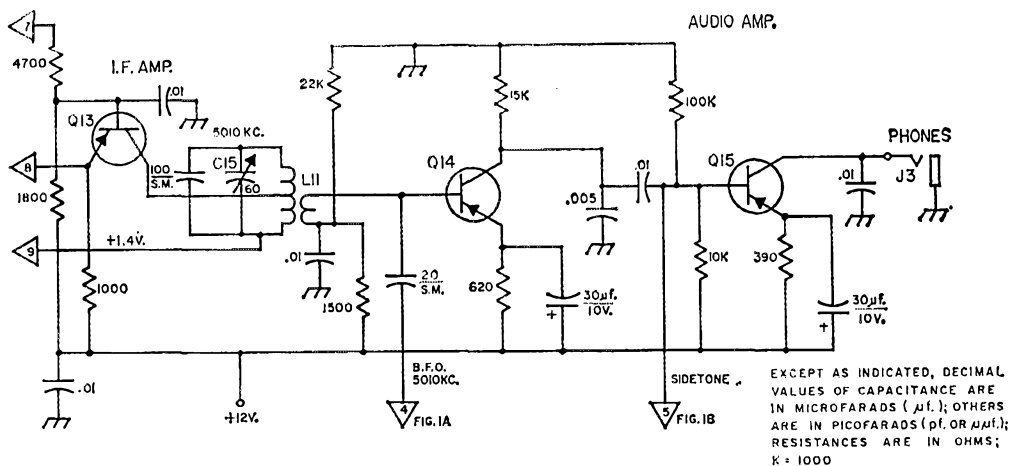 AUDIO AMP.
7
4700
I.F. AMP.
.01
Q13
22K
15K
100K
5010 KC.
PHONES
8
100
S.M.
C15
60
L11
Q14
.01
Q15
.01
J3
1800
.005
9
+1.4V.
1000
.01
1500
20
S.M.
620
30µf.
10V.
+
10K
390
30µf.
10V.
+
.01
+12V.
B.F.O.
5010KC.
4
FIG.1A
SIDETONE.
5
FIG.1B
EXCEPT AS INDICATED, DECIMAL
VALUES OF CAPACITANCE ARE
IN MICROFARADS (µf.); OTHERS
ARE IN PICOFARADS (pf. OR µµf.);
RESISTANCES ARE IN OHMS;
K = 1000